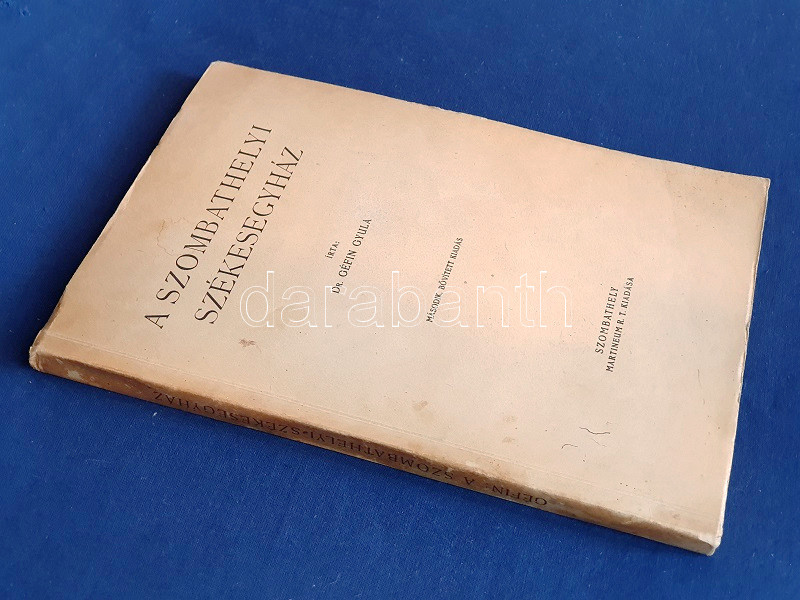 A SZOMBATHELYI
SZÉKESEGYHÁZ
ÍRTA:
DR. GÉFIN GYULA
MÁSODIK, BŐVÍTETT KIADÁS
SZOMBATHELY
MARTINEUM R. T. KIADÁSA
GÉFIN: A SZOMBATHELYI SZÉKESEGYHÁZ
darabanth